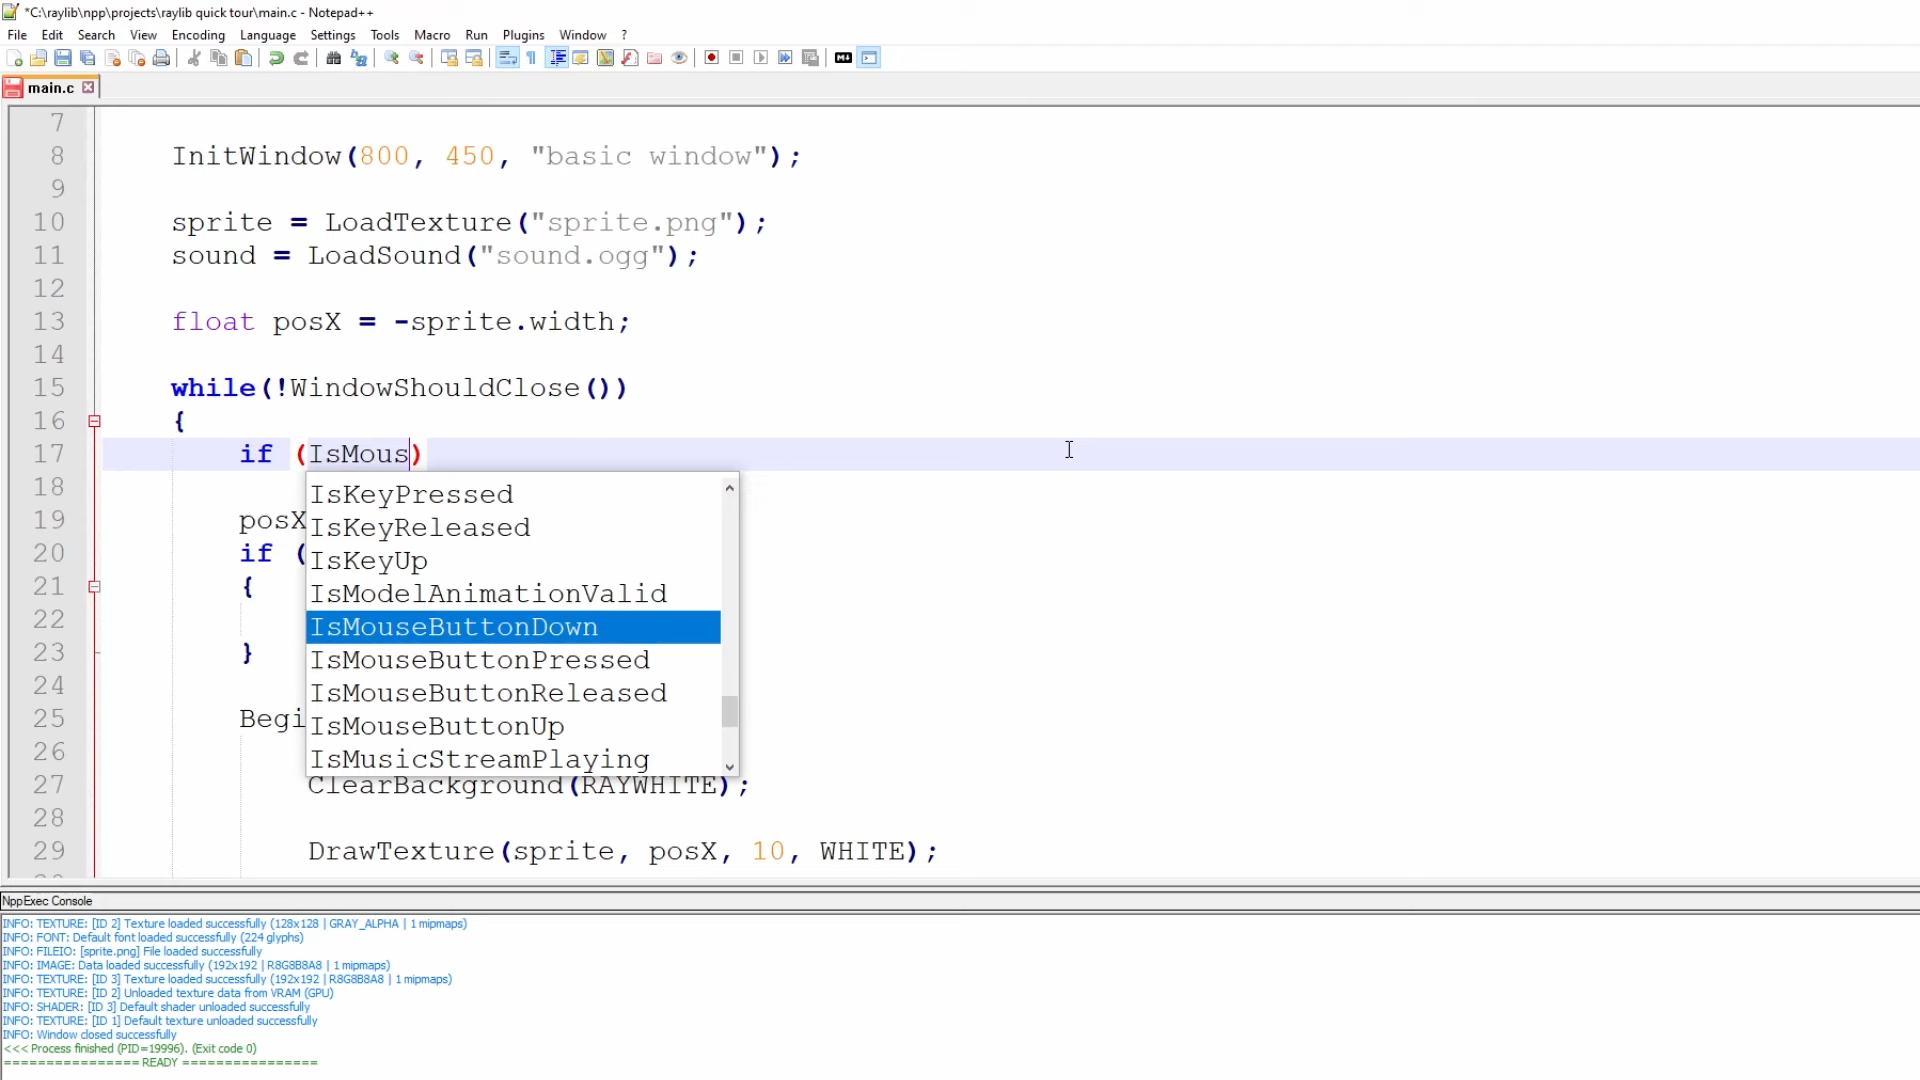 *C:\raylib\npp\projects\raylib quick tour\main.c - Notepad++
File Edit Search View Encoding Language Settings Tools Macro Run Plugins Window ?
main.c
7
8 InitWindow(800, 450, "basic window");
9
10 sprite = LoadTexture("sprite.png");
11 sound = LoadSound("sound.ogg");
12
13 float posX = -sprite.width;
14
15 while(!WindowShouldClose())
16 {
17 if (IsMous)
18
19 posX
20 if (
21 {
22
23 }
24
25 Begi
26
27 ClearBackground(RAYWHITE);
28
29 DrawTexture(sprite, posX, 10, WHITE);
IsKeyPressed
IsKeyReleased
IsKeyUp
IsModelAnimationValid
IsMouseButtonDown
IsMouseButtonPressed
IsMouseButtonReleased
IsMouseButtonUp
IsMusicStreamPlaying
NppExec Console
INFO: TEXTURE: [ID 2] Texture loaded successfully (128x128 | GRAY_ALPHA | 1 mipmaps)
INFO: FONT: Default font loaded successfully (224 glyphs)
INFO: FILEIO: [sprite.png] File loaded successfully
INFO: IMAGE: Data loaded successfully (192x192 | R8G8B8A8 | 1 mipmaps)
INFO: TEXTURE: [ID 3] Texture loaded successfully (192x192 | R8G8B8A8 | 1 mipmaps)
INFO: TEXTURE: [ID 2] Unloaded texture data from VRAM (GPU)
INFO: SHADER: [ID 3] Default shader unloaded successfully
INFO: TEXTURE: [ID 1] Default texture unloaded successfully
INFO: Window closed successfully
<<< Process finished (PID=19996). (Exit code 0)
================ READY ================